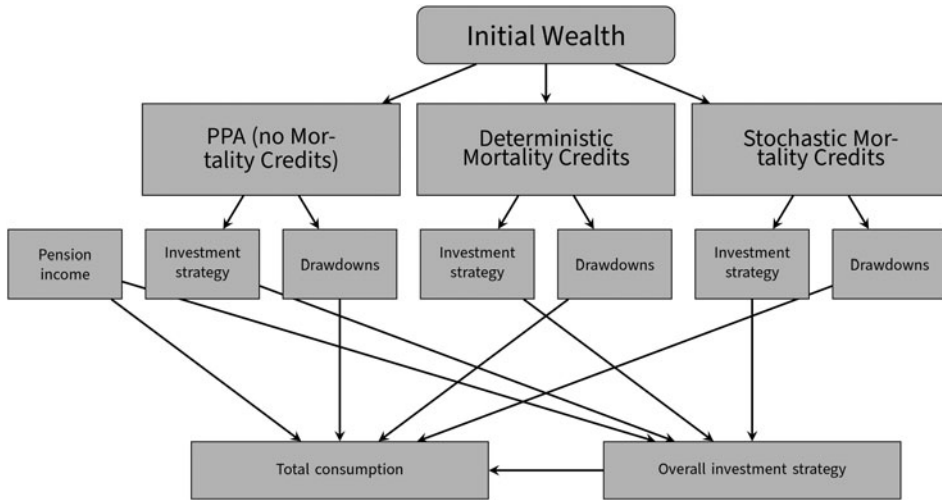 Initial Wealth
PPA (no Mor-
tality Credits)
Deterministic
Mortality Credits
Stochastic Mor-
tality Credits
Pension
income
Investment
strategy
Drawdowns
Investment
strategy
Drawdowns
Investment
strategy
Drawdowns
Total consumption
Overall investment strategy